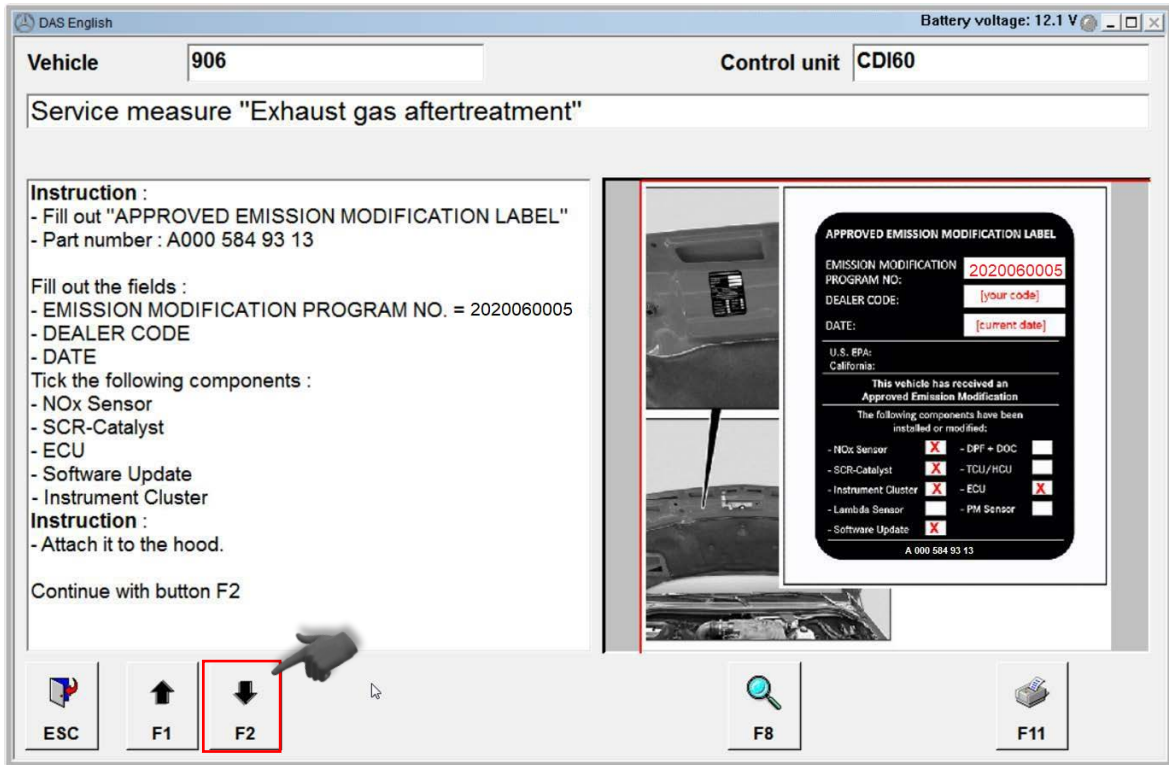 DAS English
Battery voltage: 12.1 V
Vehicle 906
Control unit CDI60
Service measure "Exhaust gas aftertreatment"
Instruction :
- Fill out "APPROVED EMISSION MODIFICATION LABEL"
- Part number : A000 584 93 13
Fill out the fields :
- EMISSION MODIFICATION PROGRAM NO. = 2020060005
- DEALER CODE
- DATE
Tick the following components :
- NOx Sensor
- SCR-Catalyst
- ECU
- Software Update
- Instrument Cluster
Instruction :
- Attach it to the hood.
Continue with button F2
APPROVED EMISSION MODIFICATION LABEL
EMISSION MODIFICATION
PROGRAM NO:
2020060005
DEALER CODE: [your code]
DATE: [current date]
U.S. EPA:
California:
This vehicle has received an
Approved Emission Modification
The following components have been
installed or modified:
- NOx Sensor X - DPF + DOC
- SCR-Catalyst X - TCU/HCU
- Instrument Cluster X - ECU X
- Lambda Sensor - PM Sensor
- Software Update X
A 000 584 93 13
ESC F1 F2 F8 F11